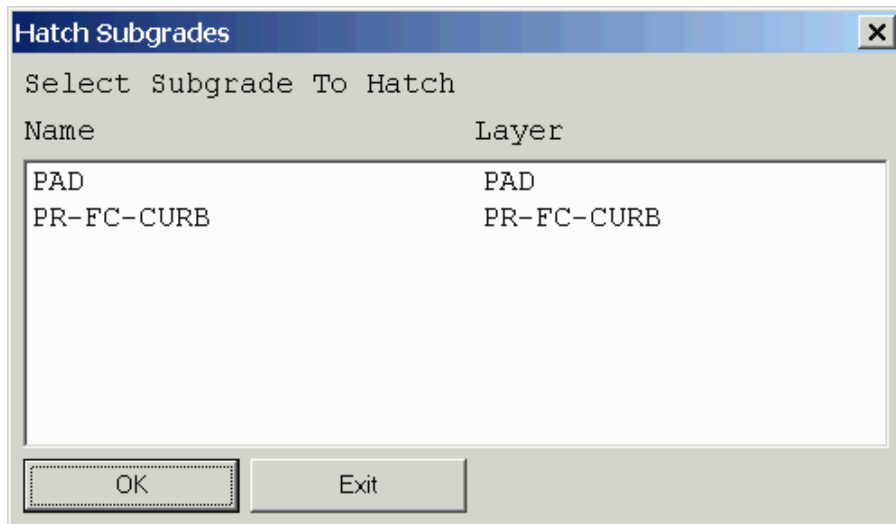 Hatch Subgrades
Select Subgrade To Hatch
Name Layer
PAD PAD
PR-FC-CURB PR-FC-CURB
OK Exit